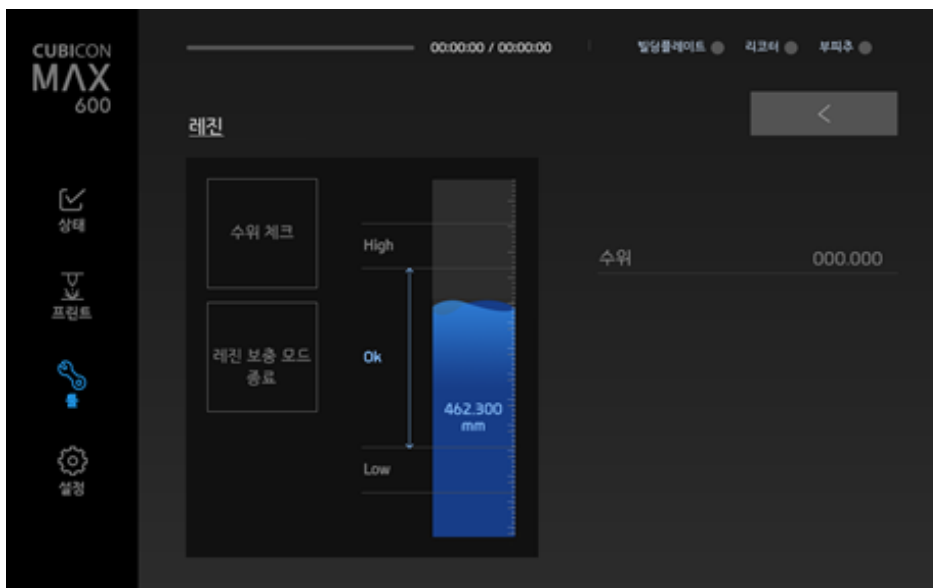 CUBICON
MAX
600
00:00:00 / 00:00:00
빌딩플레이트
리코터
부피추
레진
<
상태
프린트
툴
설정
수위 체크
레진 보충 모드
종료
High
Ok
Low
462.300
mm
수위
000.000